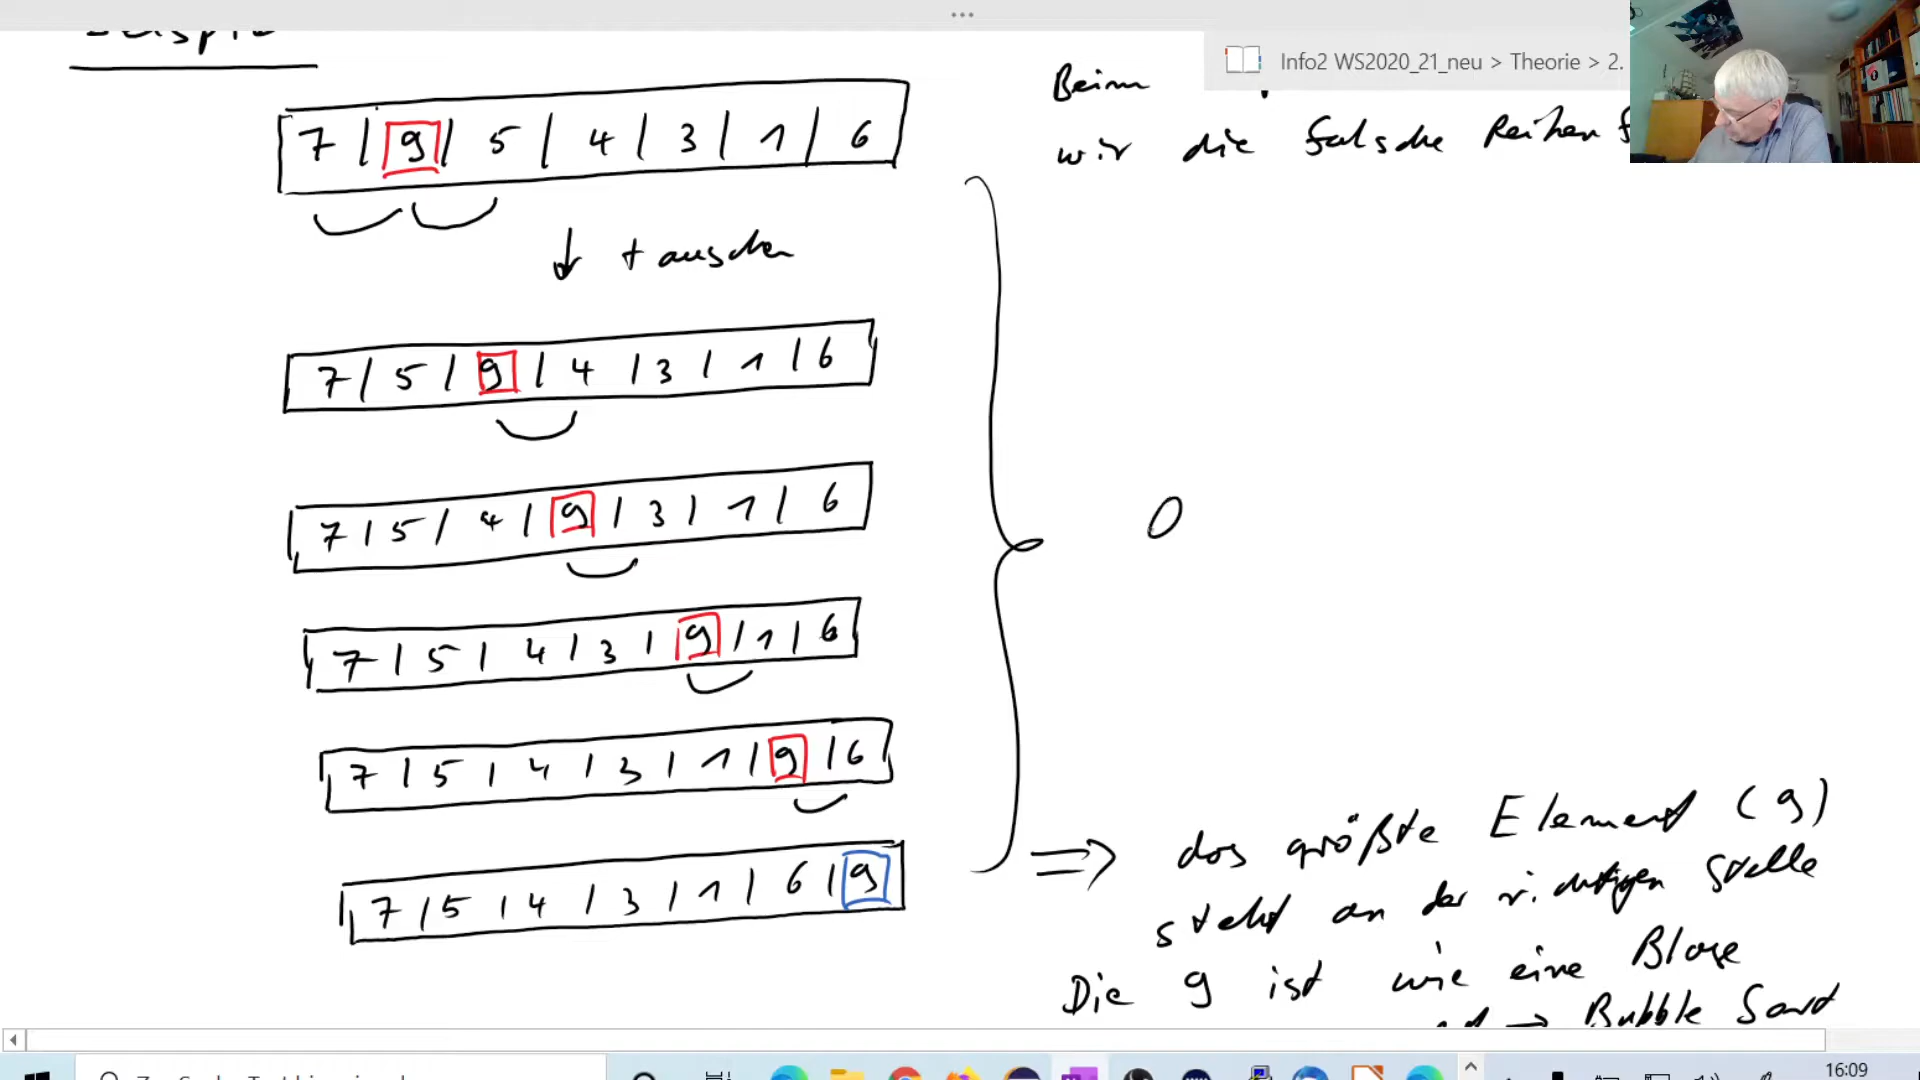 Beispiel
Info2 WS2020_21_neu > Theorie > 2.
Beim
wir die falsche Reihenf
7 | 9 | 5 | 4 | 3 | 1 | 6
↓ tauschen
7 | 5 | 9 | 4 | 3 | 1 | 6
7 | 5 | 4 | 9 | 3 | 1 | 6
0
7 | 5 | 4 | 3 | 9 | 1 | 6
7 | 5 | 4 | 3 | 1 | 9 | 6
7 | 5 | 4 | 3 | 1 | 6 | 9
=> das größte Element (9)
steht an der richtigen Stelle
Die 9 ist wie eine Blase
→ Bubble Sort
16:09